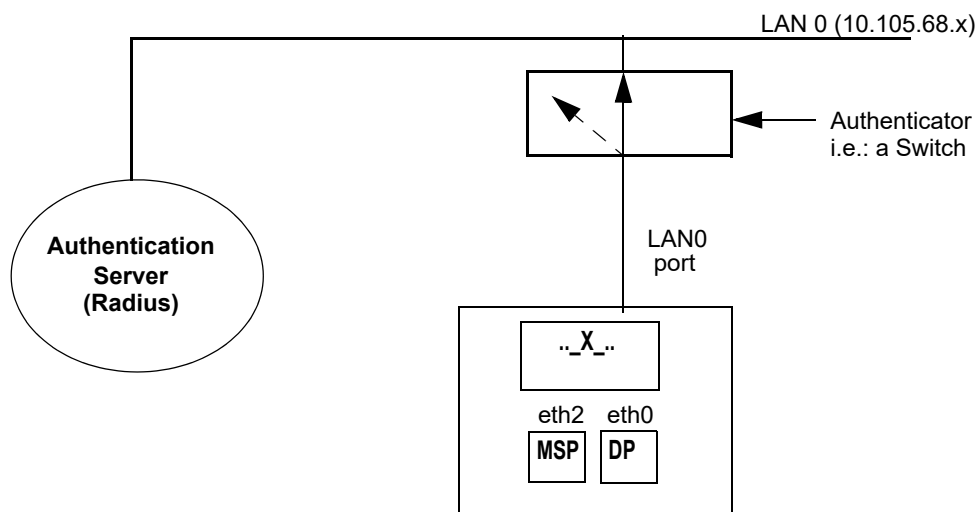 LAN 0 (10.105.68.x)
Authenticator
i.e.: a Switch
Authentication
Server
(Radius)
LAN0
port
.._X_..
eth2 eth0
MSP DP